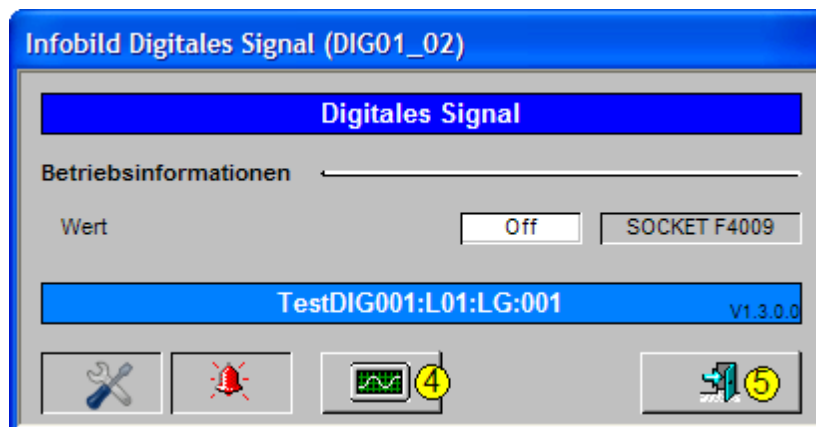 Infobild Digitales Signal (DIG01_02)
Digitales Signal
Betriebsinformationen
Wert Off SOCKET F4009
TestDIG001:L01:LG:001 V1.3.0.0
4 5